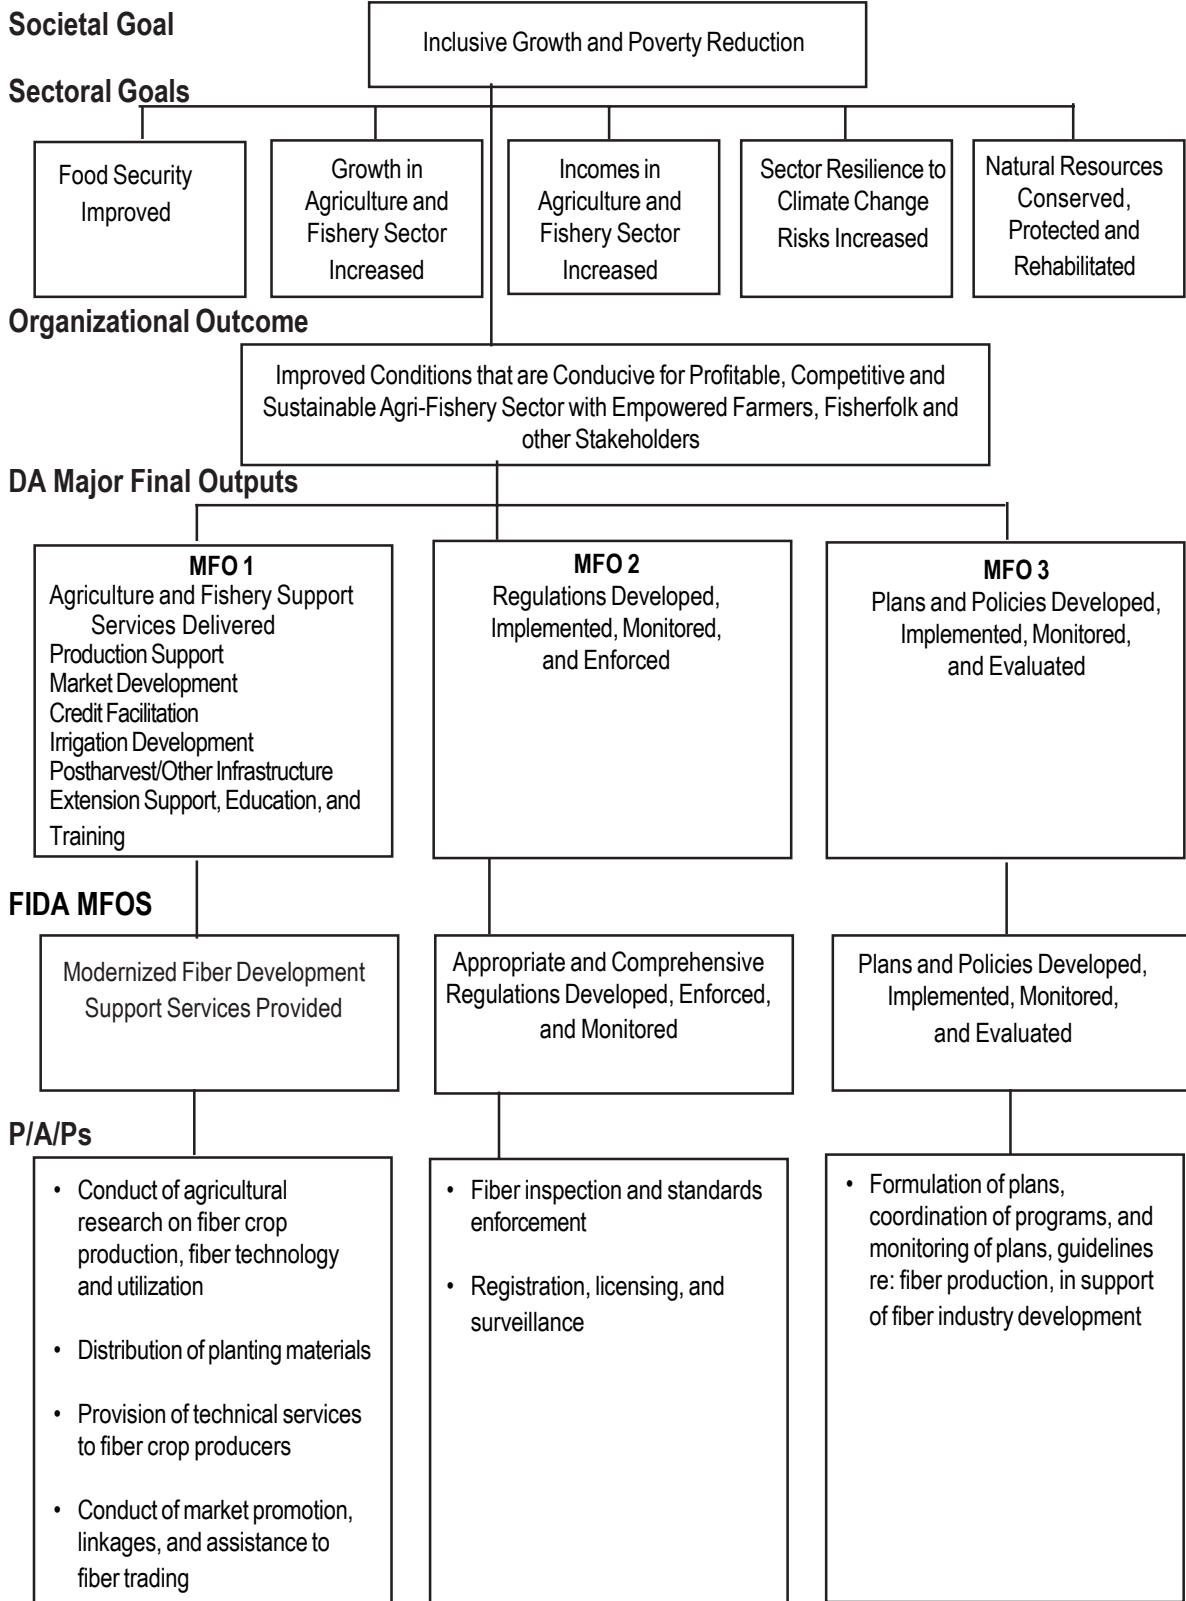 Societal Goal
Inclusive Growth and Poverty Reduction
Sectoral Goals
Food Security
Improved
Growth in
Agriculture and
Fishery Sector
Increased
Incomes in
Agriculture and
Fishery Sector
Increased
Sector Resilience to
Climate Change
Risks Increased
Natural Resources
Conserved,
Protected and
Rehabilitated
Organizational Outcome
Improved Conditions that are Conducive for Profitable, Competitive and
Sustainable Agri-Fishery Sector with Empowered Farmers, Fisherfolk and
other Stakeholders
DA Major Final Outputs
MFO 1
Agriculture and Fishery Support
Services Delivered
Production Support
Market Development
Credit Facilitation
Irrigation Development
Postharvest/Other Infrastructure
Extension Support, Education, and
Training
MFO 2
Regulations Developed,
Implemented, Monitored,
and Enforced
MFO 3
Plans and Policies Developed,
Implemented, Monitored,
and Evaluated
FIDA MFOS
Modernized Fiber Development
Support Services Provided
Appropriate and Comprehensive
Regulations Developed, Enforced,
and Monitored
Plans and Policies Developed,
Implemented, Monitored,
and Evaluated
P/A/Ps
• Conduct of agricultural
research on fiber crop
production, fiber technology
and utilization
• Distribution of planting materials
• Provision of technical services
to fiber crop producers
• Conduct of market promotion,
linkages, and assistance to
fiber trading
• Fiber inspection and standards
enforcement
• Registration, licensing, and
surveillance
• Formulation of plans,
coordination of programs, and
monitoring of plans, guidelines
re: fiber production, in support
of fiber industry development